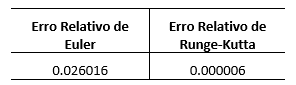 Erro Relativo de Erro Relativo de
Euler Runge-Kutta
0.026016 0.000006